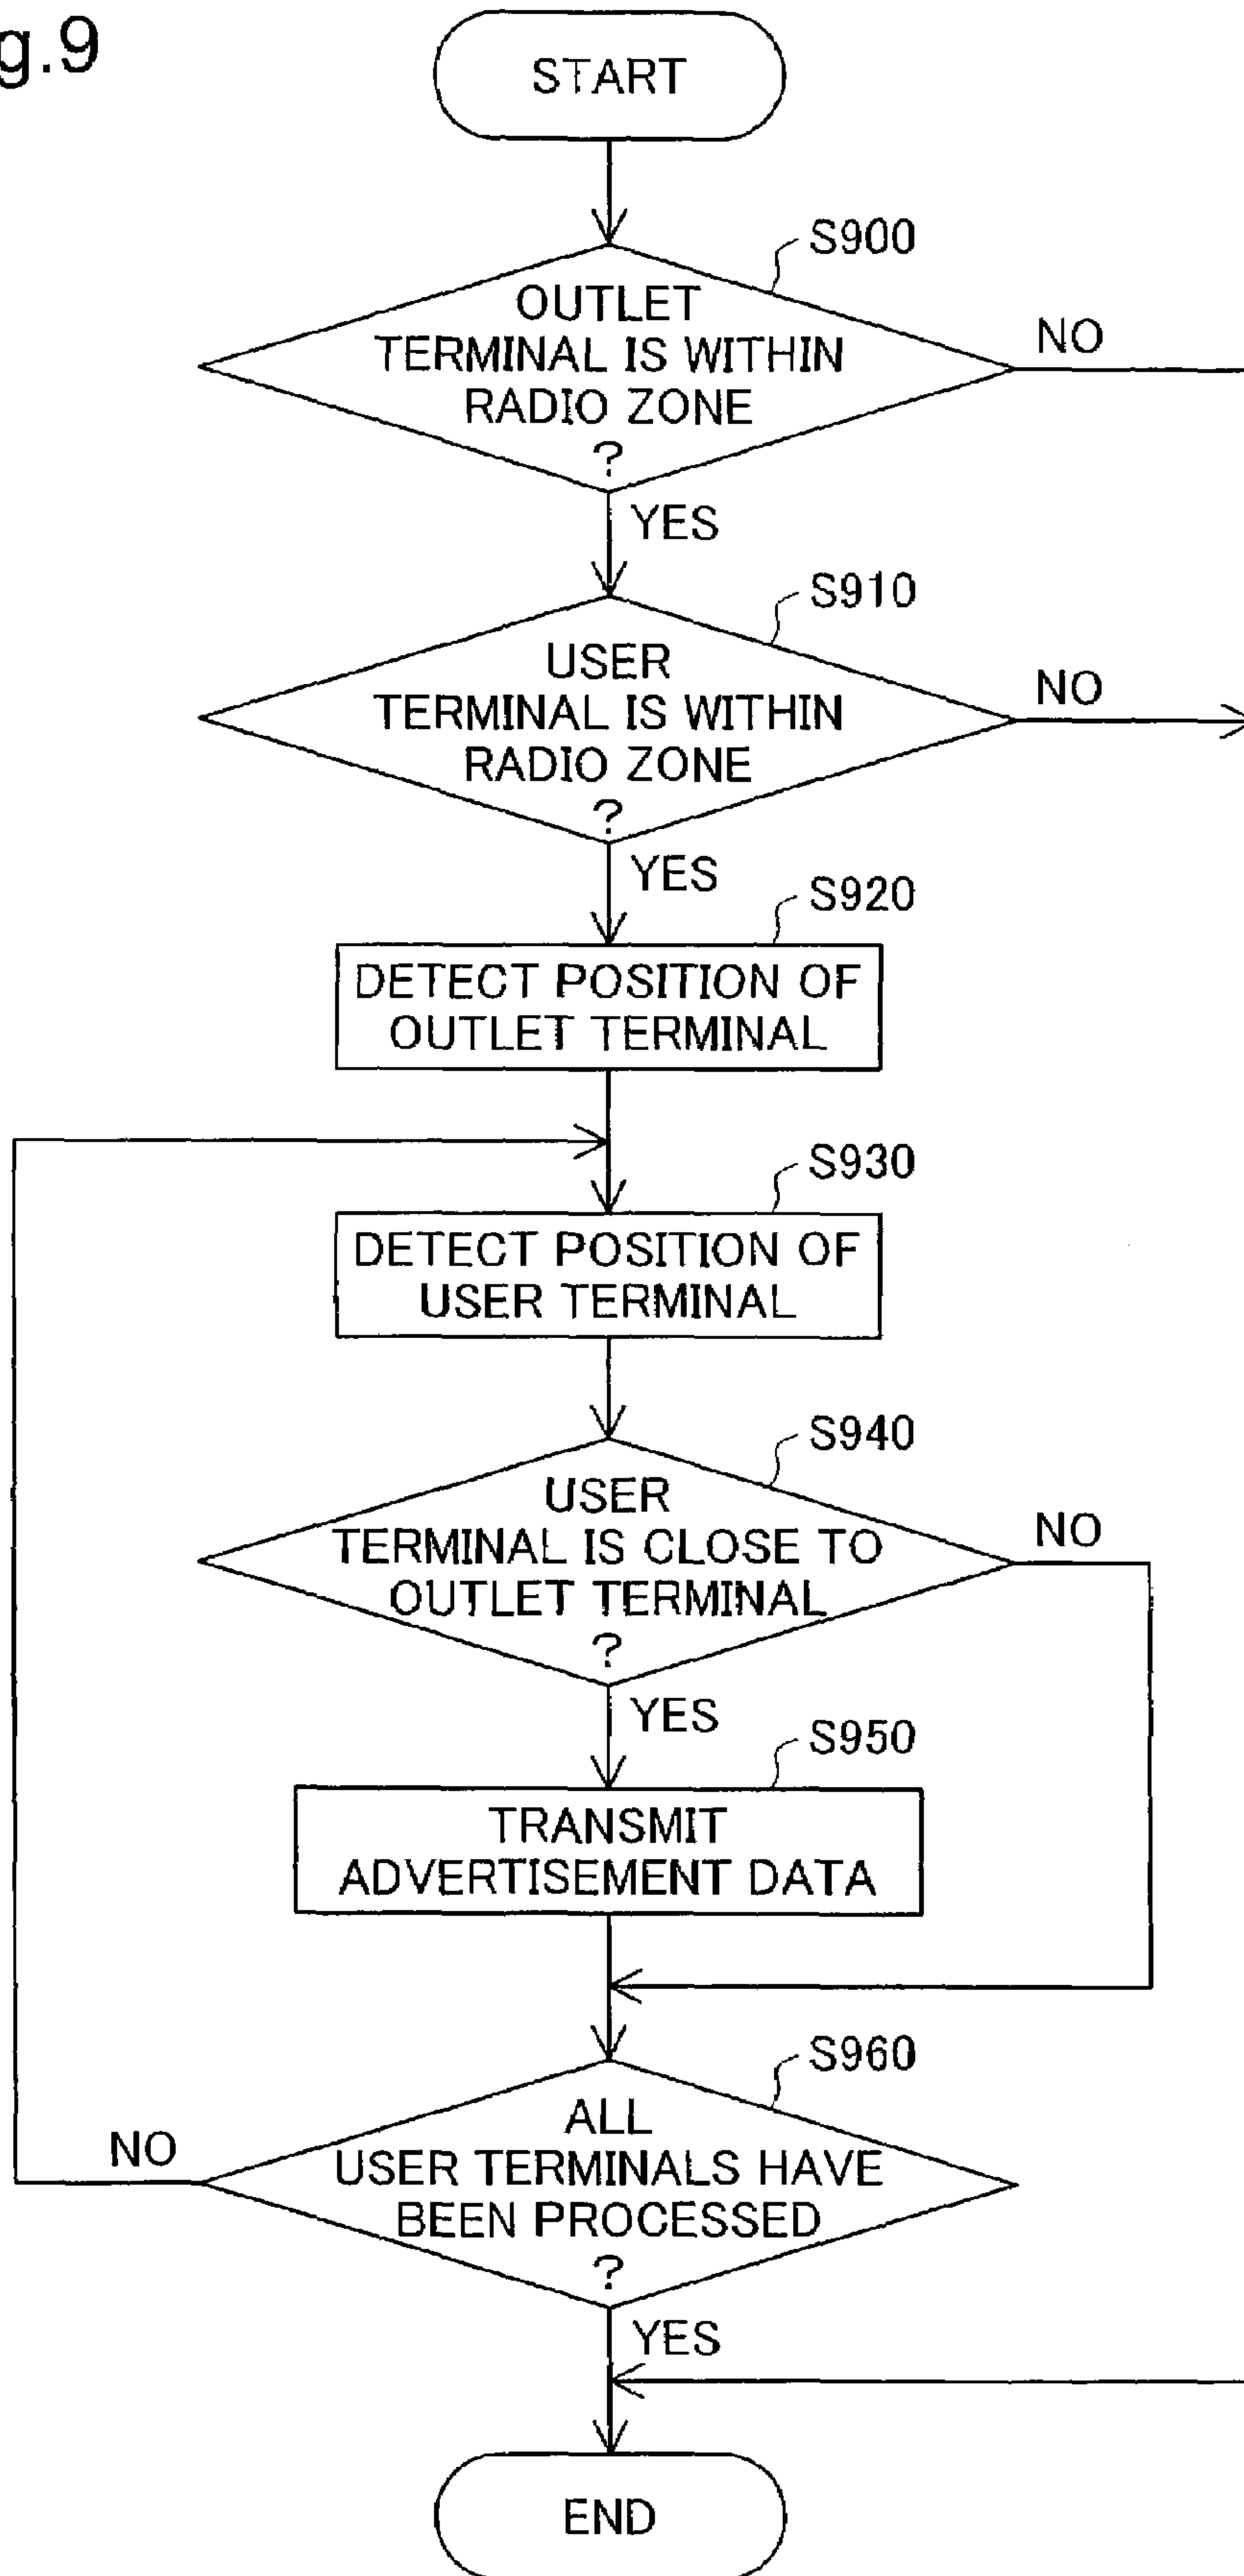 g.9
START
S900
OUTLET
TERMINAL IS WITHIN
RADIO ZONE
?
NO
YES
S910
USER
TERMINAL IS WITHIN
RADIO ZONE
?
NO
YES
S920
DETECT POSITION OF
OUTLET TERMINAL
S930
DETECT POSITION OF
USER TERMINAL
S940
USER
TERMINAL IS CLOSE TO
OUTLET TERMINAL
?
NO
YES
S950
TRANSMIT
ADVERTISEMENT DATA
S960
ALL
USER TERMINALS HAVE
BEEN PROCESSED
?
NO
YES
END